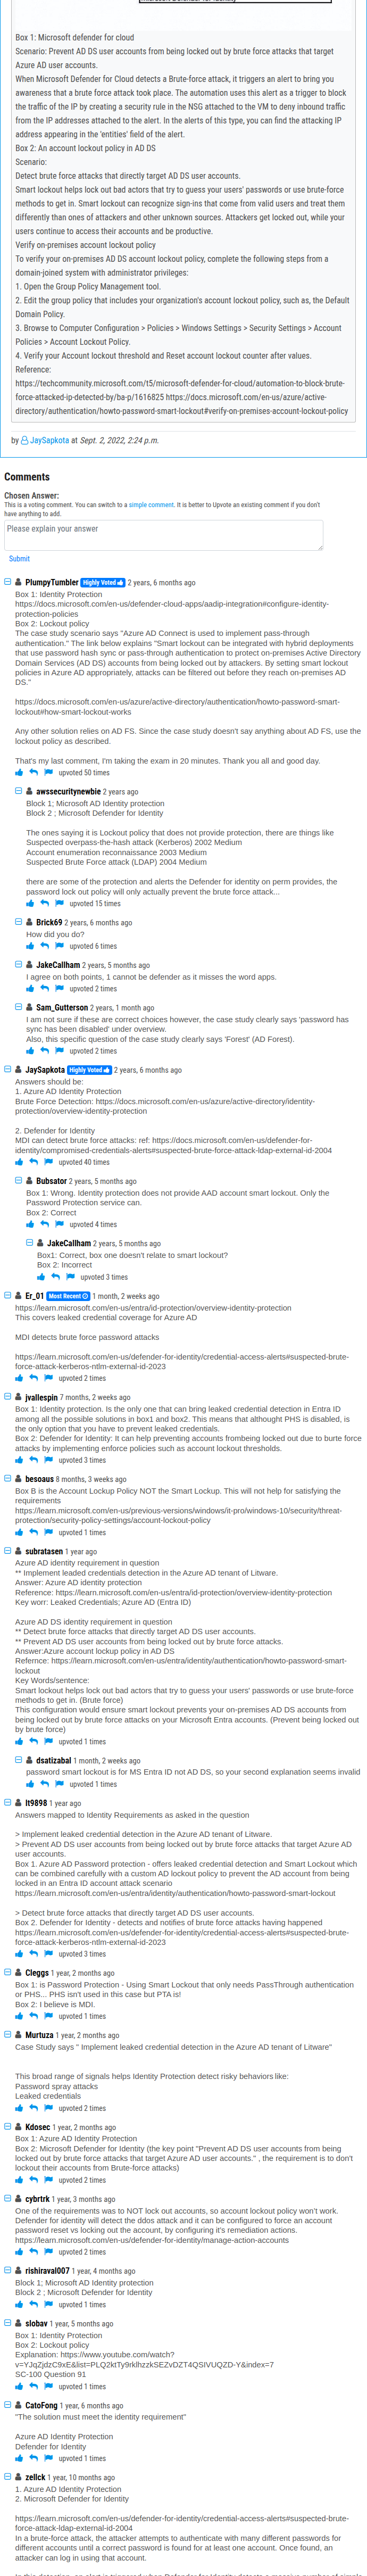 Box 1: Microsoft defender for cloud
Scenario: Prevent AD DS user accounts from being locked out by brute force attacks that target
Azure AD user accounts.
When Microsoft Defender for Cloud detects a Brute-force attack, it triggers an alert to bring you
awareness that a brute force attack took place. The automation uses this alert as a trigger to block
the traffic of the IP by creating a security rule in the NSG attached to the VM to deny inbound traffic
from the IP addresses attached to the alert. In the alerts of this type, you can find the attacking IP
address appearing in the 'entities' field of the alert.
Box 2: An account lockout policy in AD DS
Scenario:
Detect brute force attacks that directly target AD DS user accounts.
Smart lockout helps lock out bad actors that try to guess your users' passwords or use brute-force
methods to get in. Smart lockout can recognize sign-ins that come from valid users and treat them
differently than ones of attackers and other unknown sources. Attackers get locked out, while your
users continue to access their accounts and be productive.
Verify on-premises account lockout policy
To verify your on-premises AD DS account lockout policy, complete the following steps from a
domain-joined system with administrator privileges:
1. Open the Group Policy Management tool.
2. Edit the group policy that includes your organization's account lockout policy, such as, the Default
Domain Policy.
3. Browse to Computer Configuration > Policies > Windows Settings > Security Settings > Account
Policies > Account Lockout Policy.
4. Verify your Account lockout threshold and Reset account lockout counter after values.
Reference:
https://techcommunity.microsoft.com/t5/microsoft-defender-for-cloud/automation-to-block-brute-
force-attacked-ip-detected-by/ba-p/1616825 https://docs.microsoft.com/en-us/azure/active-
directory/authentication/howto-password-smart-lockout#verify-on-premises-account-lockout-policy
by JaySapkota at Sept. 2, 2022, 2:24 p.m.
Comments
Chosen Answer:
This is a voting comment. You can switch to a simple comment. It is better to Upvote an existing comment if you don't
have anything to add.
Please explain your answer
Submit
PlumpyTumbler Highly Voted 2 years, 6 months ago
Box 1: Identity Protection
https://docs.microsoft.com/en-us/defender-cloud-apps/aadip-integration#configure-identity-
protection-policies
Box 2: Lockout policy
The case study scenario says "Azure AD Connect is used to implement pass-through
authentication." The link below explains "Smart lockout can be integrated with hybrid deployments
that use password hash sync or pass-through authentication to protect on-premises Active Directory
Domain Services (AD DS) accounts from being locked out by attackers. By setting smart lockout
policies in Azure AD appropriately, attacks can be filtered out before they reach on-premises AD
DS."
https://docs.microsoft.com/en-us/azure/active-directory/authentication/howto-password-smart-
lockout#how-smart-lockout-works
Any other solution relies on AD FS. Since the case study doesn't say anything about AD FS, use the
lockout policy as described.
That's my last comment, I'm taking the exam in 20 minutes. Thank you all and good day.
upvoted 50 times
awssecuritynewbie 2 years ago
Block 1; Microsoft AD Identity protection
Block 2 ; Microsoft Defender for Identity
The ones saying it is Lockout policy that does not provide protection, there are things like
Suspected overpass-the-hash attack (Kerberos) 2002 Medium
Account enumeration reconnaissance 2003 Medium
Suspected Brute Force attack (LDAP) 2004 Medium
there are some of the protection and alerts the Defender for identity on perm provides, the
password lock out policy will only actually prevent the brute attack...
upvoted 15 times
Brick69 2 years, 6 months ago
How did you do?
upvoted 6 times
JakeCallham 2 years, 5 months ago
I agree on both points, 1 cannot be defender as it misses the word apps.
upvoted 2 times
Sam_Gutterson 2 years, 1 month ago
I am not sure if these are correct choices however, the case study clearly says 'password has
sync has been disabled' under overview.
Also, this specific question of the case study clearly says 'Forest' (AD Forest).
upvoted 2 times
JaySapkota Highly Voted 2 years, 6 months ago
Answers should be:
1. Azure AD Identity Protection
Brute Force Detection: https://docs.microsoft.com/en-us/azure/active-directory/identity-
protection/overview-identity-protection
2. Defender for Identity
MDI can detect brute force attacks: ref: https://docs.microsoft.com/en-us/defender-for-
identity/compromised-credentials-alerts#suspected-brute-force-attack-ldap-external-id-2004
upvoted 40 times
Bubsator 2 years, 5 months ago
Box 1: Wrong. Identity protection does not provide AAD account smart lockout. Only the
Password Protection service can.
Box 2: Correct
upvoted 4 times
JakeCallham 2 years, 5 months ago
Box1: Correct, box one doesn't relate to smart lockout?
Box 2: Incorrect
upvoted 3 times
Er_01 Most Recent 1 month, 2 weeks ago
https://learn.microsoft.com/en-us/entra/id-protection/overview-identity-protection
This covers leaked credential coverage for Azure AD
MDI detects brute force password attacks
https://learn.microsoft.com/en-us/defender-for-identity/credential-access-alerts#suspected-brute-
force-attack-kerberos-ntlm-external-id-2023
upvoted 2 times
jvallespin 7 months, 2 weeks ago
Box 1: Identity protection. Is the only one that can bring leaked credential detection in Entra ID
among all the possible solutions in box1 and box2. This means that althought PHS is disabled, is
the only option that you have to prevent leaked credentials.
Box 2: Defender for Identity: It can help preventing accounts frombeing locked out due to burte force
attacks by implementing enforce policies such as account lockout thresholds.
upvoted 3 times
besoaus 8 months, 3 weeks ago
Box B is the Account Lockup Policy NOT the Smart Lockup. This will not help for satisfying the
requirements
https://learn.microsoft.com/en-us/previous-versions/windows/it-pro/windows-10/security/threat-
protection/security-policy-settings/account-lockout-policy
upvoted 1 times
subratasen 1 year ago
Azure AD identity requirement in question
** Implement leaded credentials detection in the Azure AD tenant of Litware.
Answer: Azure AD identity protection
Reference: https://learn.microsoft.com/en-us/entra/id-protection/overview-identity-protection
Key worr: Leaked Credentials; Azure AD (Entra ID)
Azure AD DS identity requirement in question
** Detect brute force attacks that directly target AD DS user accounts.
** Prevent AD DS user accounts from being locked out by brute force attacks.
Answer:Azure account lockup policy in AD DS
Refernce: https://learn.microsoft.com/en-us/entra/identity/authentication/howto-password-smart-
lockout
Key Words/sentence:
Smart lockout helps lock out bad actors that try to guess your users' passwords or use brute-force
methods to get in. (Brute force)
This configuration would ensure smart lockout prevents your on-premises AD DS accounts from
being locked out by brute force attacks on your Microsoft Entra accounts. (Prevent being locked out
by brute force)
upvoted 1 times
dsatizabal 1 month, 2 weeks ago
password smart lockout is for MS Entra ID not AD DS, so your second explanation seems invalid
upvoted 1 times
lt9898 1 year ago
Answers mapped to Identity Requirements as asked in the question
> Implement leaked credential detection in the Azure AD tenant of Litware.
> Prevent AD DS user accounts from being locked out by brute force attacks that target Azure AD
user accounts.
Box 1. Azure AD Password protection - offers leaked credential detection and Smart Lockout which
can be combined carefully with a custom AD lockout policy to prevent the AD account from being
locked in an Entra ID account attack scenario
https://learn.microsoft.com/en-us/entra/identity/authentication/howto-password-smart-lockout
> Detect brute force attacks that directly target AD DS user accounts.
Box 2. Defender for Identity - detects and notifies of brute force attacks having happened
https://learn.microsoft.com/en-us/defender-for-identity/credential-access-alerts#suspected-brute-
force-attack-kerberos-ntlm-external-id-2023
upvoted 3 times
Cleggs 1 year, 2 months ago
Box 1: is Password Protection - Using Smart Lockout that only needs PassThrough authentication
or PHS... PHS isn't used in this case but PTA is!
Box 2: I believe is MDI.
upvoted 1 times
Murtuza 1 year, 2 months ago
Case Study says " Implement leaked credential detection in the Azure AD tenant of Litware"
This broad range of signals helps Identity Protection detect risky behaviors like:
Password spray attacks
Leaked credentials
upvoted 2 times
Kdosec 1 year, 2 months ago
Box 1: Azure AD Identity Protection
Box 2: Microsoft Defender for Identity (the key point "Prevent AD DS user accounts from being
locked out by brute force attacks that target Azure AD user accounts." , the requirement is to don't
lockout their accounts from Brute-force attacks)
upvoted 2 times
cybrtrk 1 year, 3 months ago
One of the requirements was to NOT lock out accounts, so account lockout policy won't work.
Defender for identity will detect the ddos attack and it can be configured to force an account
password reset vs locking out the account, by configuring it's remediation actions.
https://learn.microsoft.com/en-us/defender-for-identity/manage-action-accounts
upvoted 2 times
rishiraval007 1 year, 4 months ago
Block 1; Microsoft AD Identity protection
Block 2 ; Microsoft Defender for Identity
upvoted 1 times
slobav 1 year, 5 months ago
Box 1: Identity Protection
Box 2: Lockout policy
Explanation: https://www.youtube.com/watch?
v=YJqZjdzC9xE&list=PLQ2ktTy9rklhzzkSEZvDZT4QSIVUQZD-Y&index=7
SC-100 Question 91
upvoted 1 times
CatoFong 1 year, 6 months ago
"The solution must meet the identity requirement"
Azure AD Identity Protection
Defender for Identity
upvoted 1 times
zellck 1 year, 10 months ago
1. Azure AD Identity Protection
2. Microsoft Defender for Identity
https://learn.microsoft.com/en-us/defender-for-identity/credential-access-alerts#suspected-brute-
force-attack-ldap-external-id-2004
In a brute-force attack, the attacker attempts to authenticate with many different passwords for
different accounts until a correct password is found for at least one account. Once found, an
attacker can log in using that account.